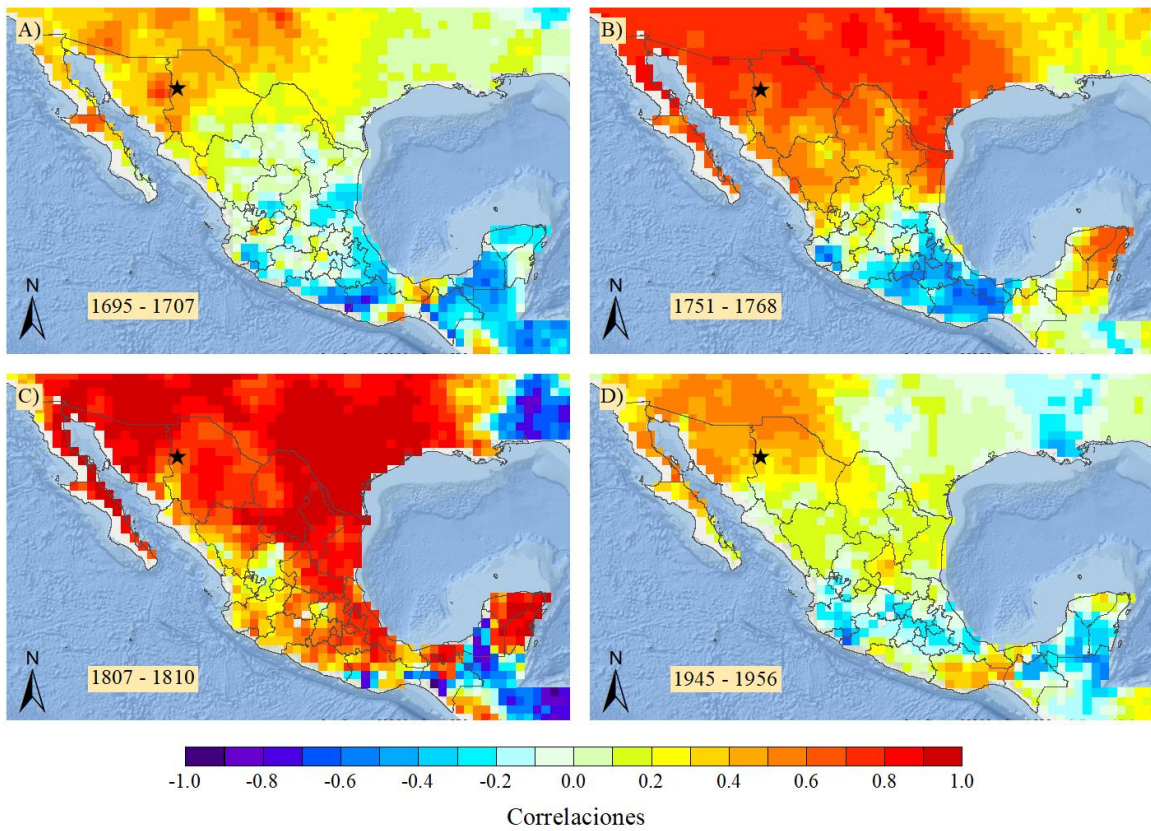 A)
N
1695 - 1707
B)
N
1751 - 1768
C)
N
1807 - 1810
D)
N
1945 - 1956
-1.0 -0.8 -0.6 -0.4 -0.2 0.0 0.2 0.4 0.6 0.8 1.0
Correlaciones